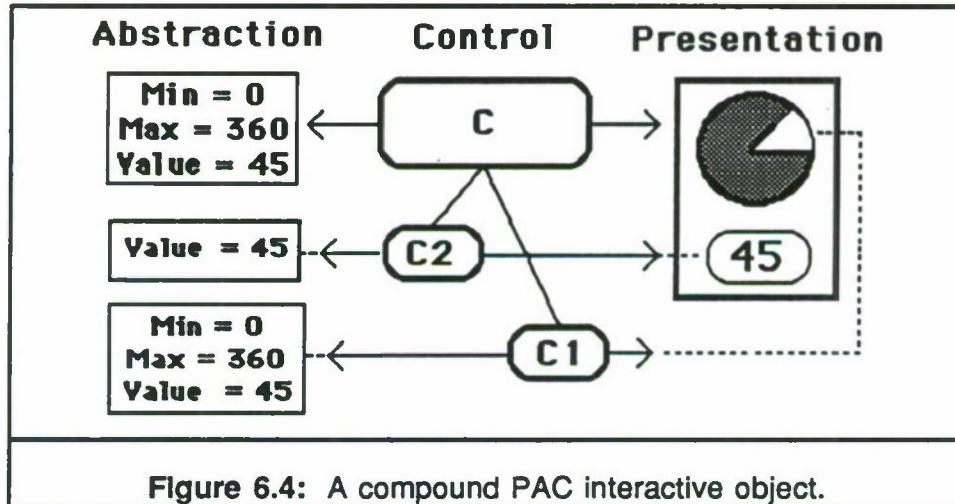 Abstraction Control Presentation
Min = 0
Max = 360
Value = 45
C
Value = 45
C2
45
Min = 0
Max = 360
Value = 45
C1
Figure 6.4: A compound PAC interactive object.